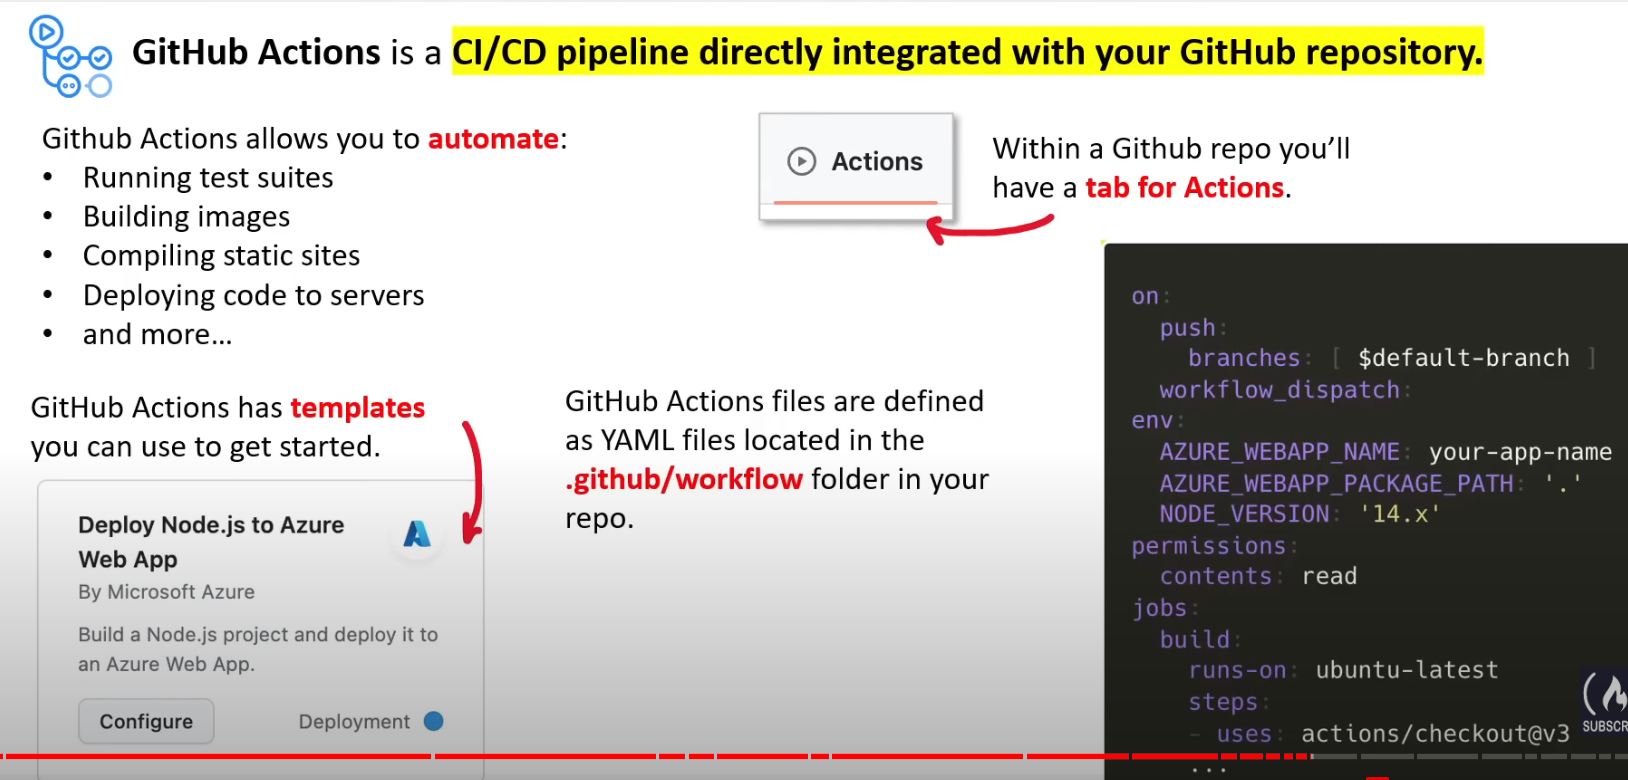 GitHub Actions is a CI/CD pipeline directly integrated with your GitHub repository.
Github Actions allows you to automate:
• Running test suites
• Building images
• Compiling static sites
• Deploying code to servers
• and more...
Actions
Within a Github repo you'll
have a tab for Actions.
GitHub Actions has templates
you can use to get started.
Deploy Node.js to Azure
Web App
By Microsoft Azure
Build a Node.js project and deploy it to
an Azure Web App.
Configure
Deployment
GitHub Actions files are defined
as YAML files located in the
.github/workflow folder in your
repo.
on:
push:
branches: [ $default-branch ]
workflow_dispatch:
env:
AZURE_WEBAPP_NAME: your-app-name
AZURE_WEBAPP_PACKAGE_PATH: '.'
NODE_VERSION: '14.x'
permissions:
contents: read
jobs:
build:
runs-on: ubuntu-latest
steps:
- uses: actions/checkout@v3
...
SUBSCR